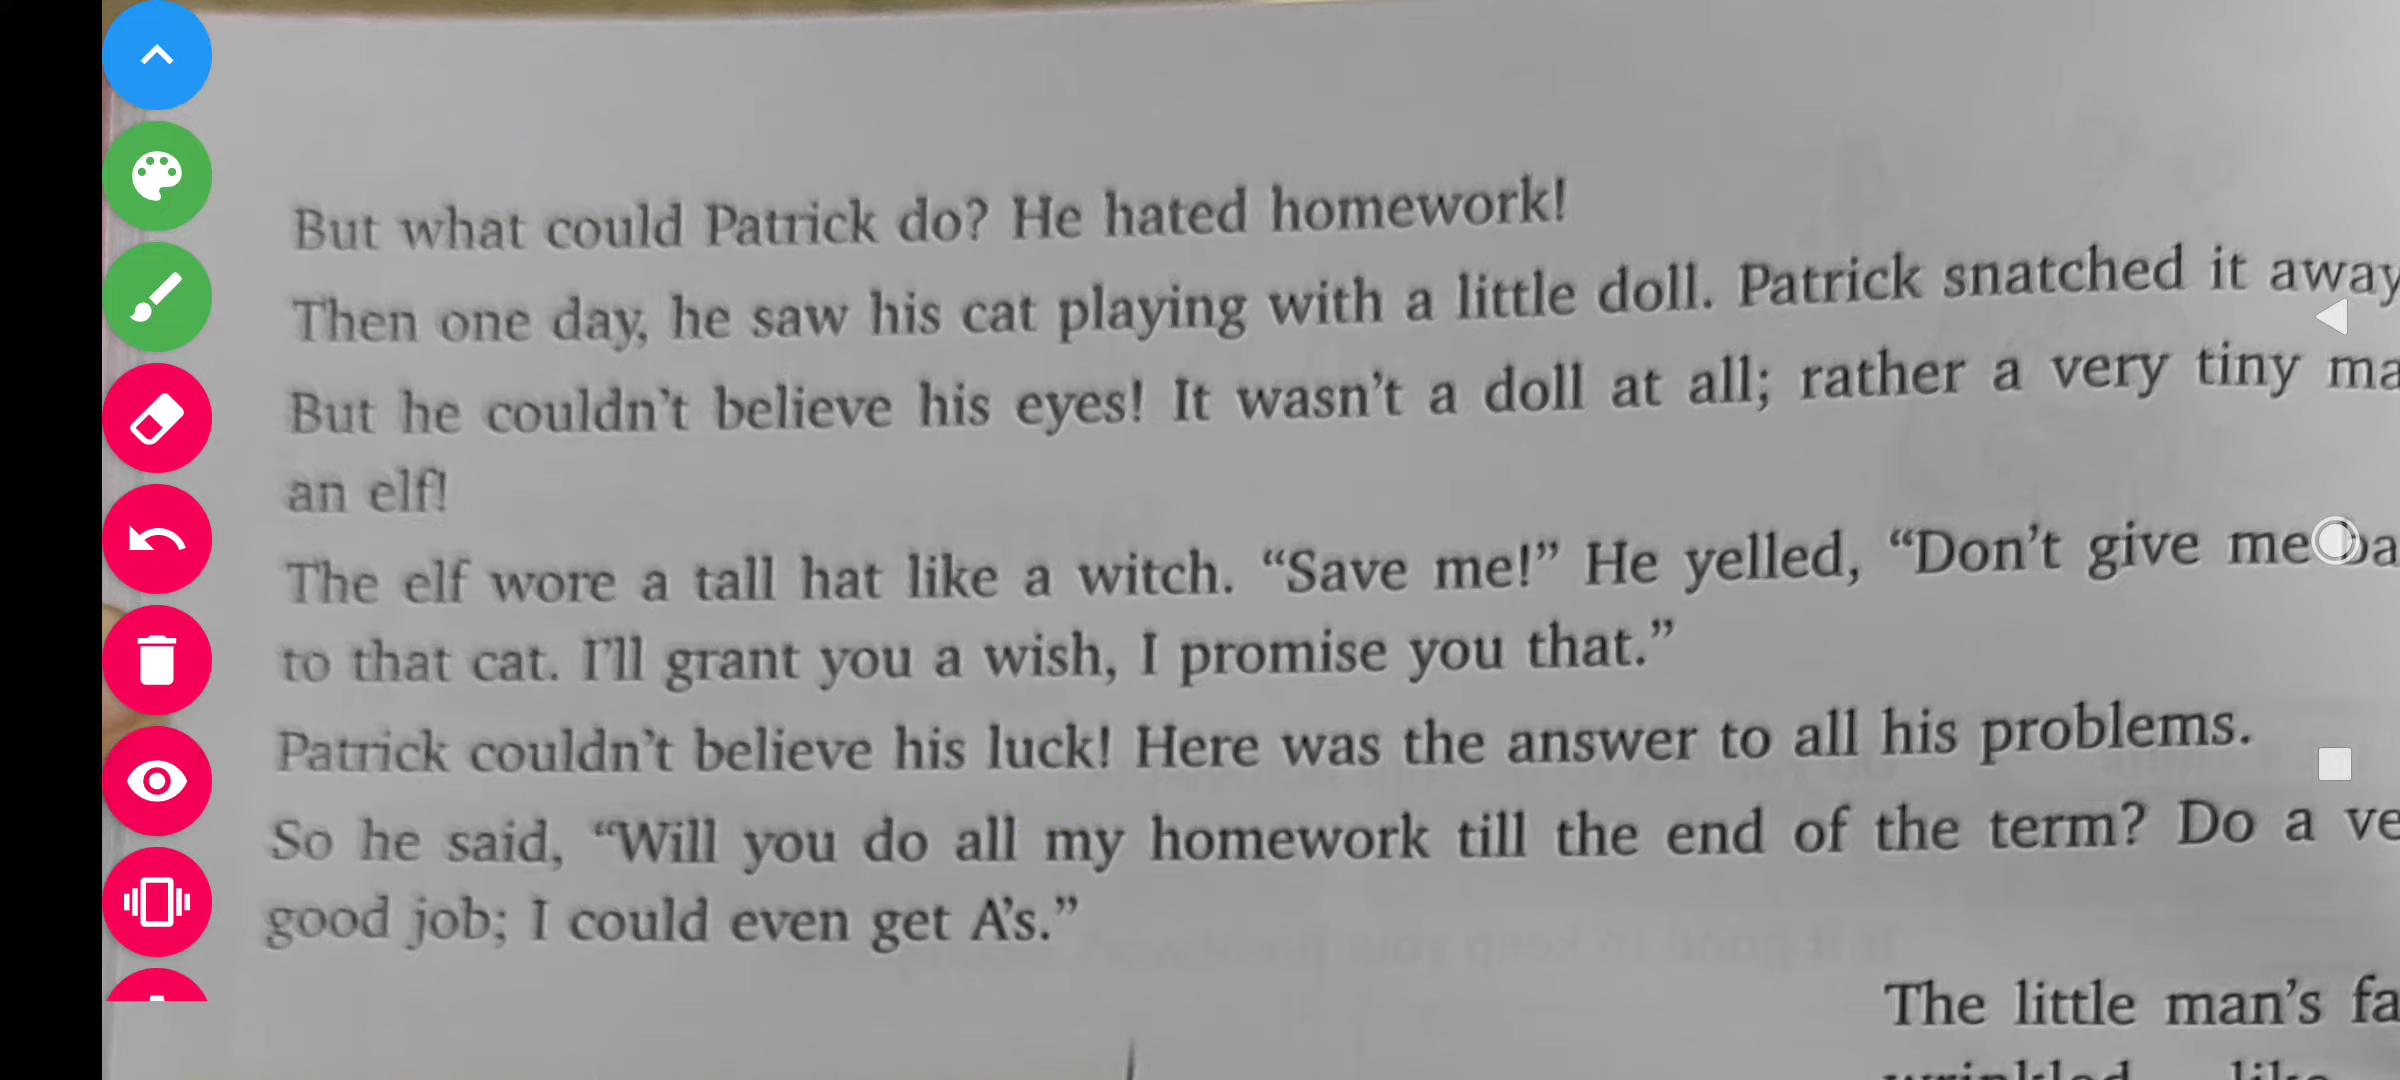 But what could Patrick do? He hated homework!
Then one day, he saw his cat playing with a little doll. Patrick snatched it away
But he couldn't believe his eyes! It wasn't a doll at all; rather a very tiny
an elf!
The elf wore a tall hat like a witch. “Save me!” He yelled, “Don't give me
to that cat. I'll grant you a wish, I promise you that.”
Patrick couldn't believe his luck! Here was the answer to all his problems.
So he said, “Will you do all my homework till the end of the term? Do a
good job; I could even get A's.”
The little man's